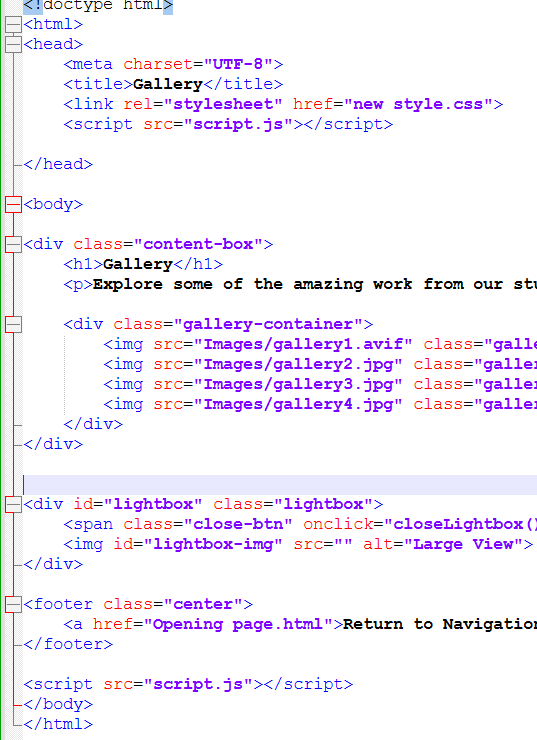 <!doctype html>
<html>
<head>
    <meta charset="UTF-8">
    <title>Gallery</title>
    <link rel="stylesheet" href="new style.css">
    <script src="script.js"></script>

</head>

<body>

<div class="content-box">
    <h1>Gallery</h1>
    <p>Explore some of the amazing work from our stu

    <div class="gallery-container">
        <img src="Images/gallery1.avif" class="galle
        <img src="Images/gallery2.jpg" class="galler
        <img src="Images/gallery3.jpg" class="galler
        <img src="Images/gallery4.jpg" class="galler
    </div>
</div>

<div id="lightbox" class="lightbox">
    <span class="close-btn" onclick="closeLightbox()
    <img id="lightbox-img" src="" alt="Large View">
</div>

<footer class="center">
    <a href="Opening page.html">Return to Navigation
</footer>

<script src="script.js"></script>
</body>
</html>